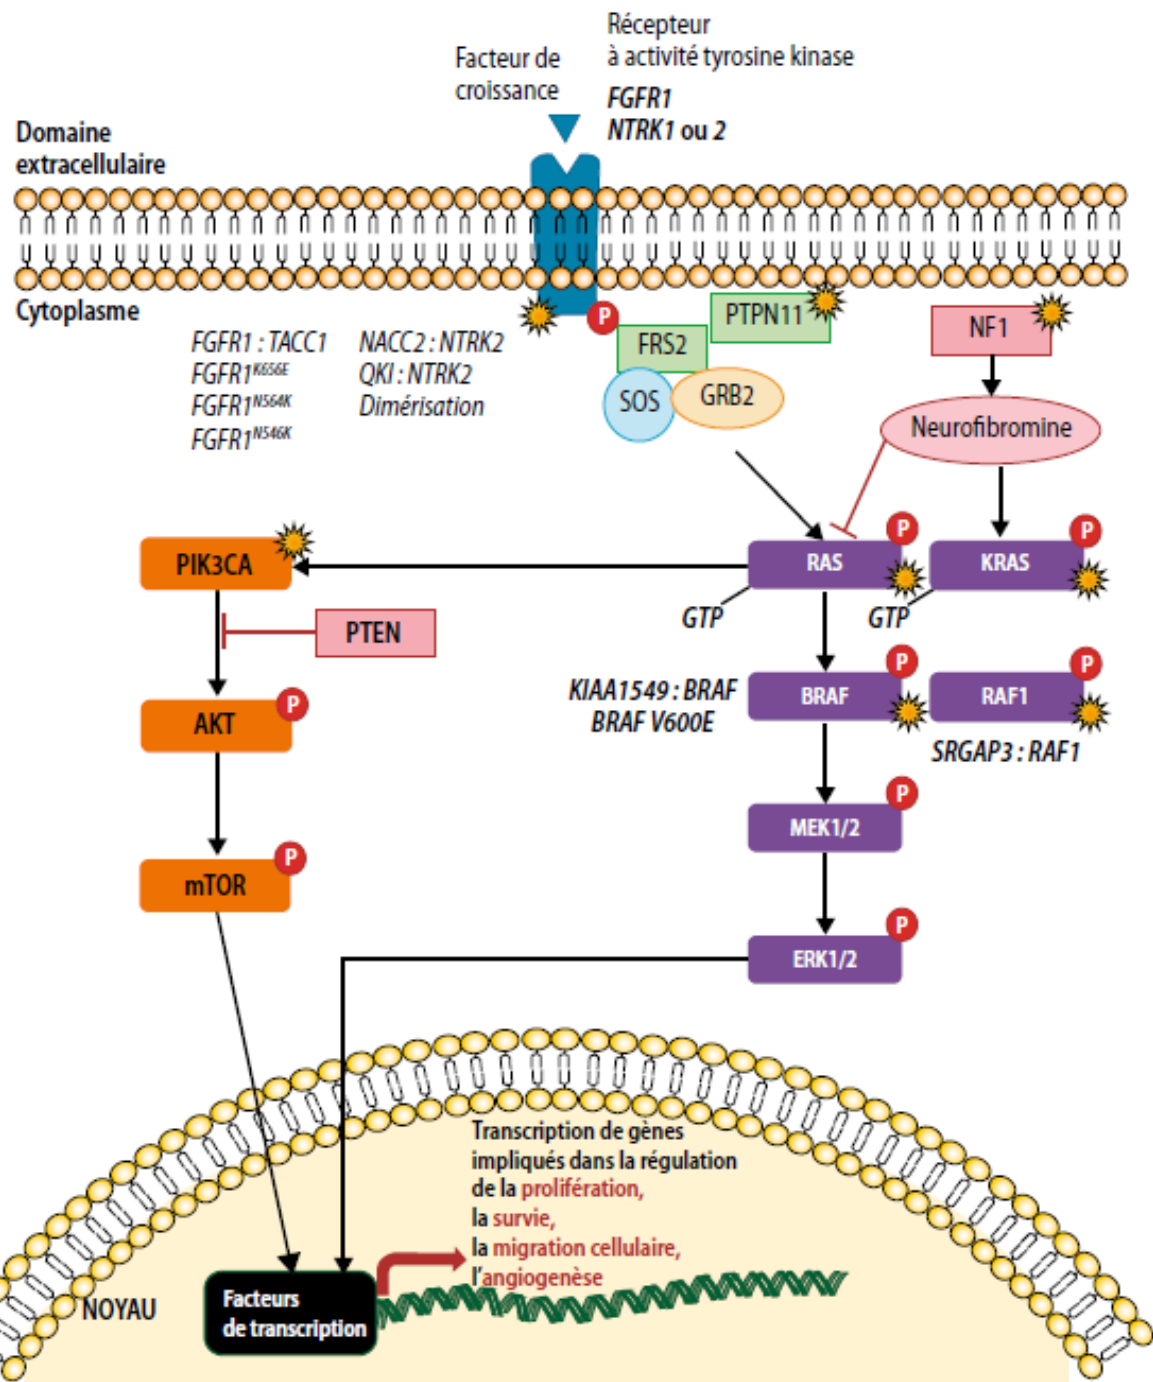 Récepteur
à activité tyrosine kinase
FGFR1
NTRK1 ou 2
Facteur de
croissance
Domaine
extracellulaire
Cytoplasme
FGFR1 : TACC1
FGFR1K656E
FGFR1N564K
FGFR1N546K
NACC2 : NTRK2
QKI : NTRK2
Dimérisation
P
FRS2
PTPN11
SOS
GRB2
NF1
Neurofibromine
PIK3CA
RAS
P
KRAS
P
GTP
GTP
PTEN
KIAA1549 : BRAF
BRAF V600E
BRAF
P
RAF1
P
SRGAP3 : RAF1
AKT
P
MEK1/2
P
mTOR
P
ERK1/2
P
Transcription de gènes
impliqués dans la régulation
de la prolifération,
la survie,
la migration cellulaire,
l'angiogenèse
NOYAU
Facteurs
de transcription